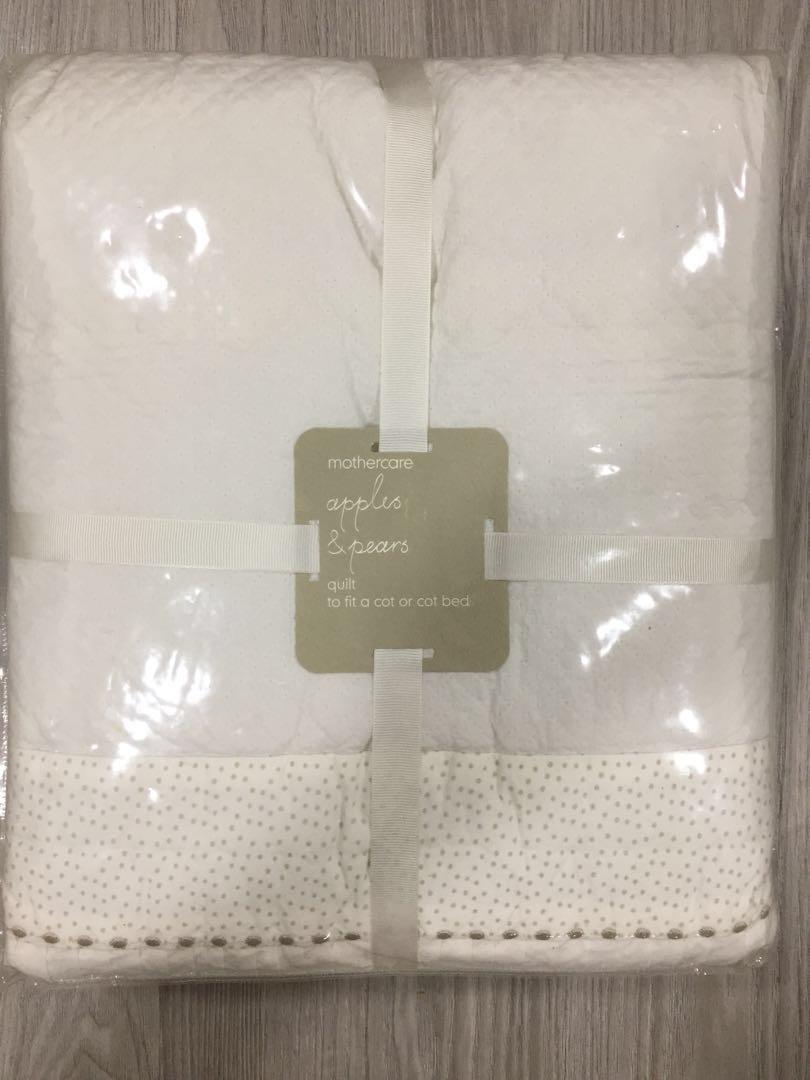 mothercare
apples
& pears
quilt
to fit a cot or cot bed